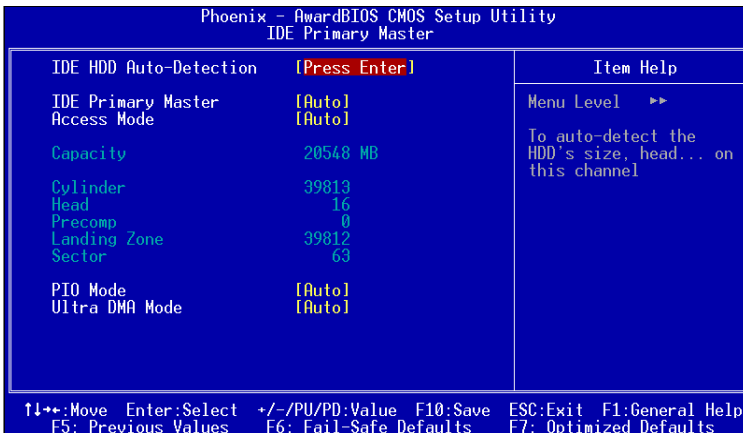 Phoenix - AwardBIOS CMOS Setup Utility
IDE Primary Master
IDE HDD Auto-Detection [Press Enter]
IDE Primary Master [Auto]
Access Mode [Auto]
Capacity 20548 MB
Cylinder 39813
Head 16
Precomp 0
Landing Zone 39812
Sector 63
PIO Mode [Auto]
Ultra DMA Mode [Auto]
Item Help
Menu Level ►►
To auto-detect the
HDD's size, head... on
this channel
↑↓→←:Move Enter:Select +/-/PU/PD:Value F10:Save ESC:Exit F1:General Help
F5: Previous Values F6: Fail-Safe Defaults F7: Optimized Defaults